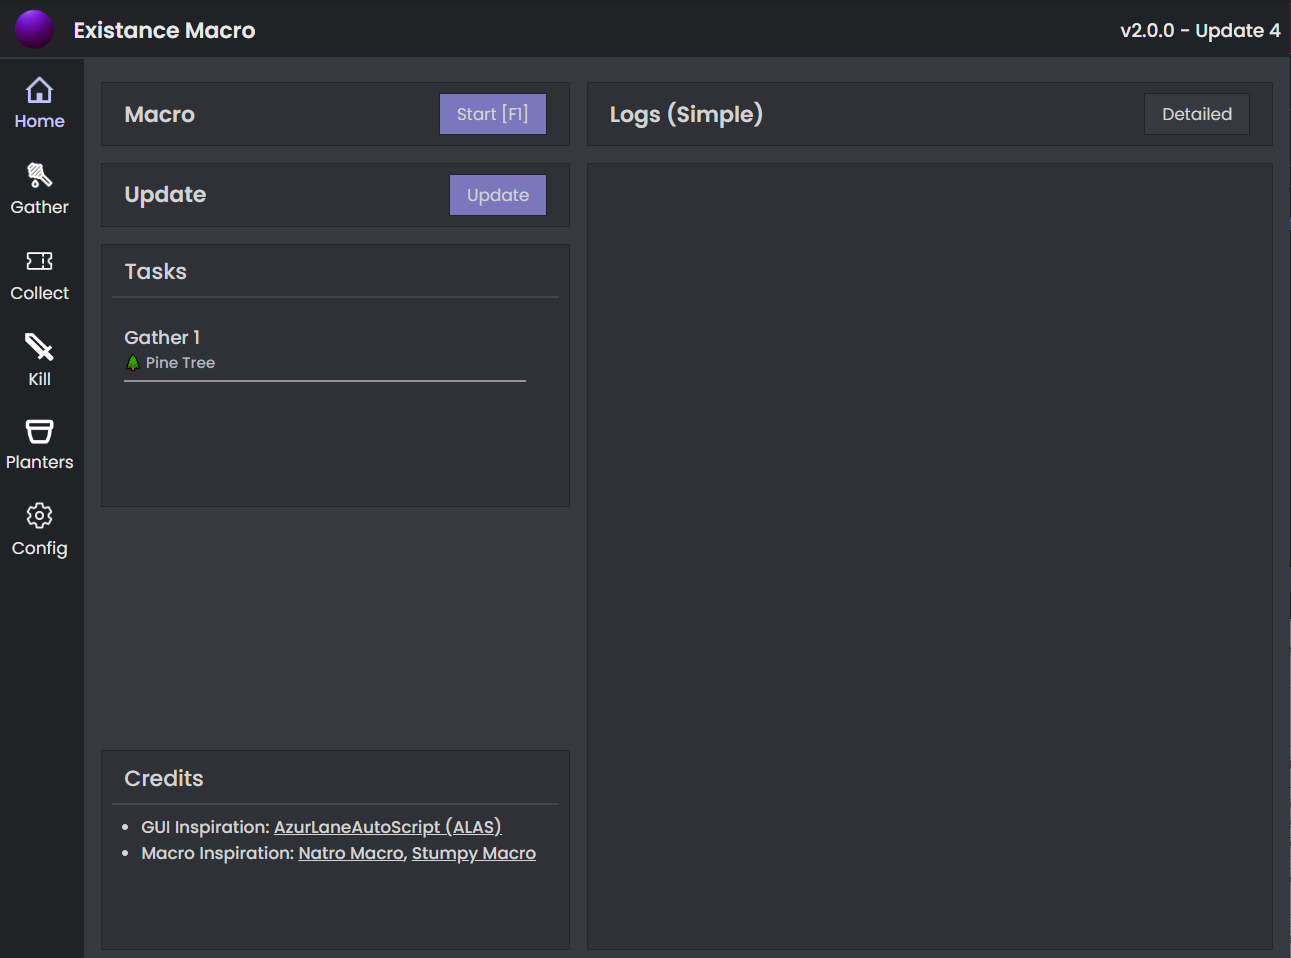 Existance Macro
v2.0.0 - Update 4
Home
Gather
Collect
Kill
Planters
Config
Macro
Start [F1]
Update
Update
Tasks
Gather 1
Pine Tree
Credits
• GUI Inspiration: AzurLaneAutoScript (ALAS)
• Macro Inspiration: Natro Macro, Stumpy Macro
Logs (Simple)
Detailed